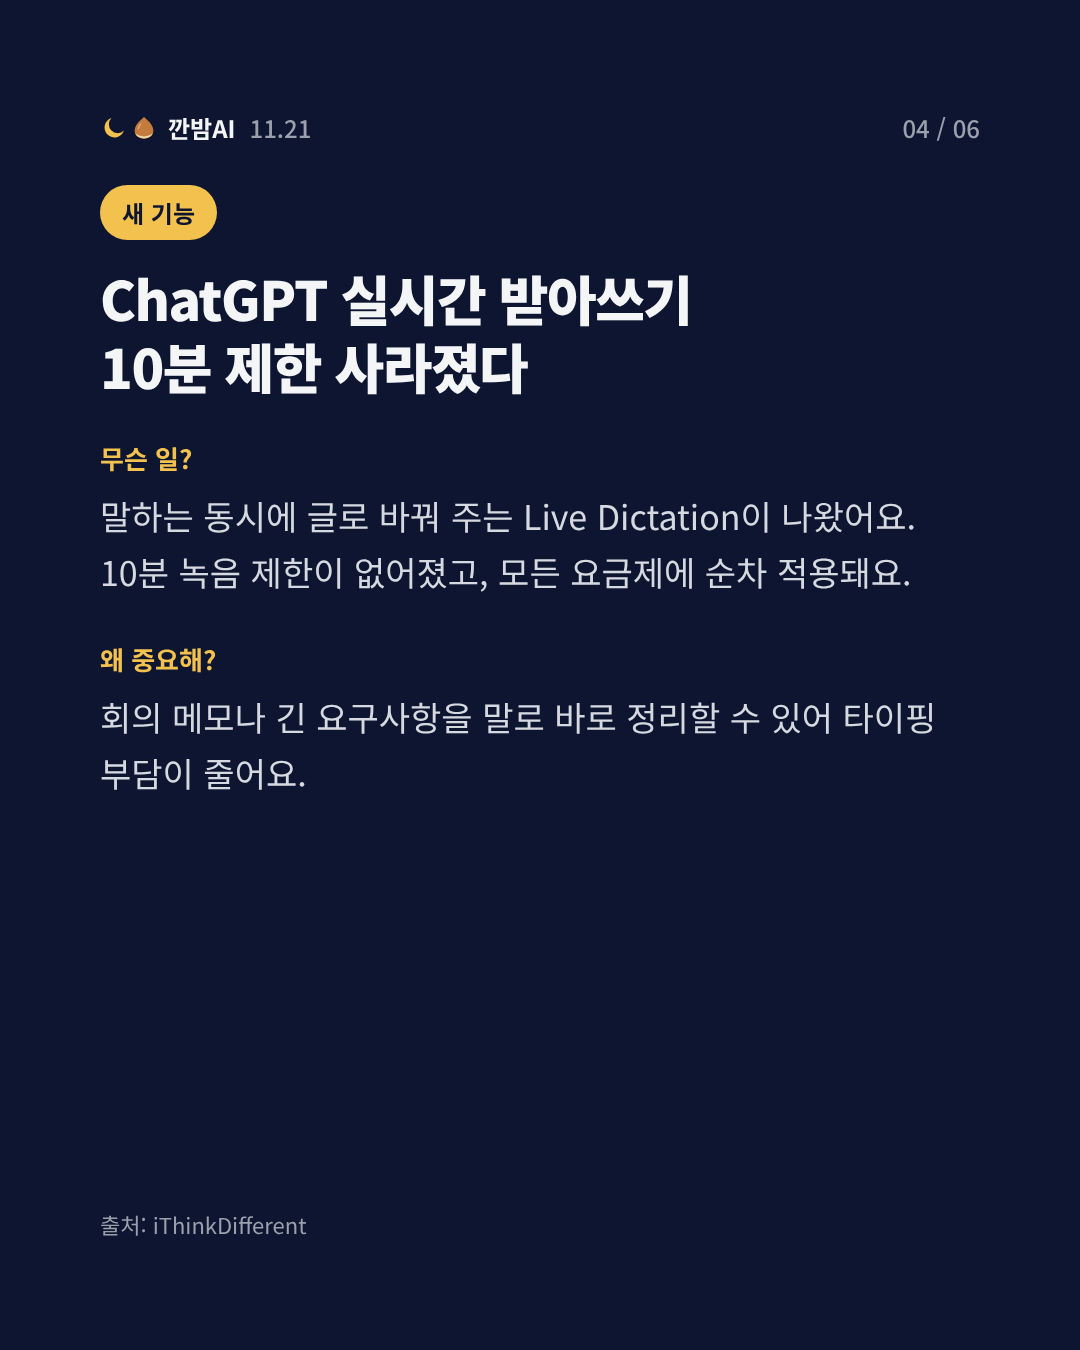 깐밤AI 11.21
04 / 06
새 기능
ChatGPT 실시간 받아쓰기
10분 제한 사라졌다
무슨 일?
말하는 동시에 글로 바꿔 주는 Live Dictation이 나왔어요.
10분 녹음 제한이 없어졌고, 모든 요금제에 순차 적용돼요.
왜 중요해?
회의 메모나 긴 요구사항을 말로 바로 정리할 수 있어 타이핑
부담이 줄어요.
출처: iThinkDifferent